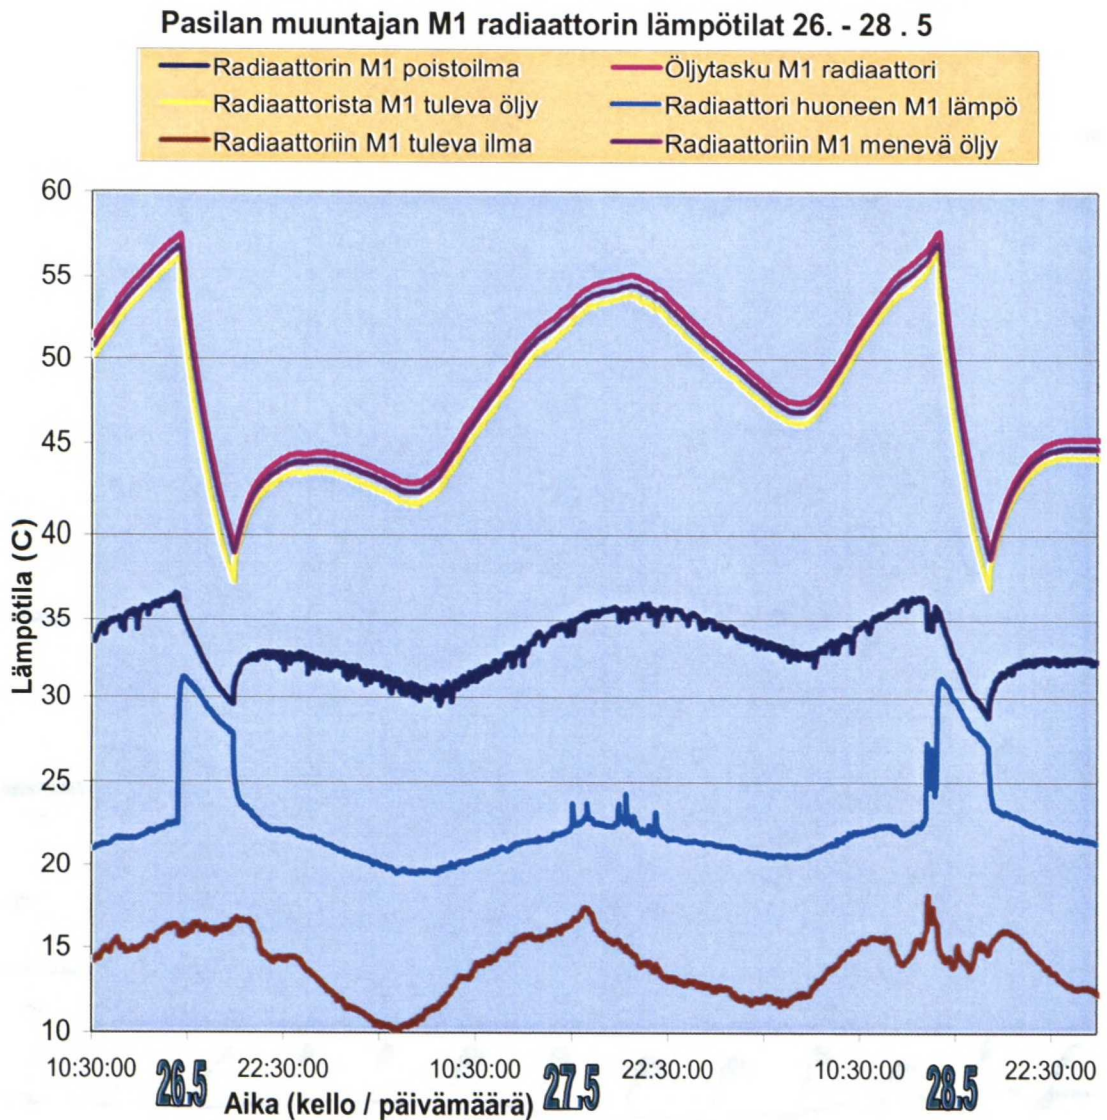 Pasilan muuntajan M1 radiaattorin lämpötilat 26. - 28 . 5
Radiaattorin M1 poistoilma
Öljytasku M1 radiaattori
Radiaattorista M1 tuleva öljy
Radiaattori huoneen M1 lämpö
Radiaattoriin M1 tuleva ilma
Radiaattoriin M1 menevä öljy
60
55
50
45
40
35
30
25
20
15
10
Lämpötila (C)
10:30:00
22:30:00
10:30:00
22:30:00
10:30:00
22:30:00
26.5
27.5
28.5
Aika (kello / päivämäärä)